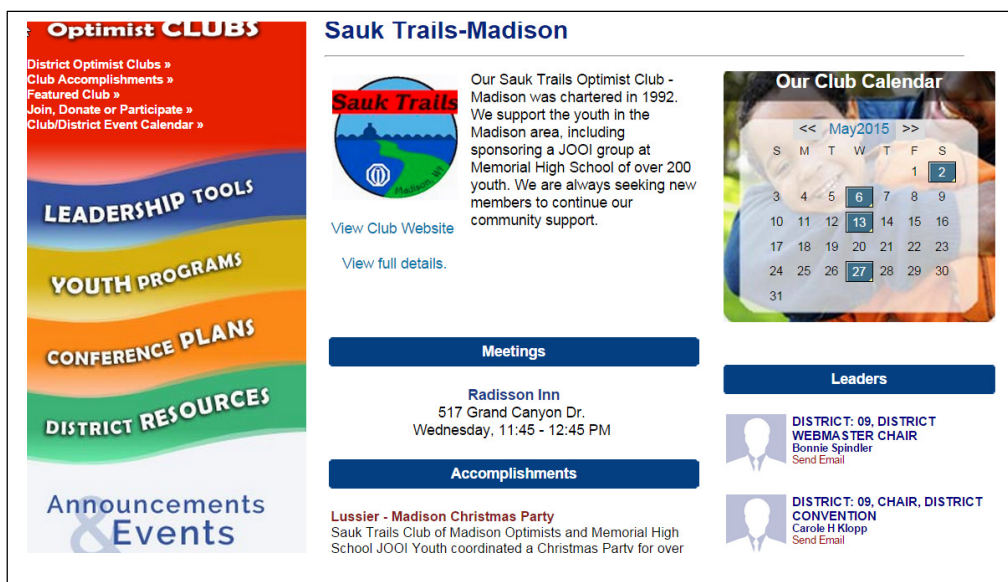 Optimist CLUBS
District Optimist Clubs »
Club Accomplishments »
Featured Club »
Join, Donate or Participate »
Club/District Event Calendar »
LEADERSHIP TOOLS
YOUTH PROGRAMS
CONFERENCE PLANS
DISTRICT RESOURCES
Announcements
&
Events
Sauk Trails-Madison
Sauk Trails
Madison, WI
View Club Website
View full details.
Our Sauk Trails Optimist Club -
Madison was chartered in 1992.
We support the youth in the
Madison area, including
sponsoring a JOOI group at
Memorial High School of over 200
youth. We are always seeking new
members to continue our
community support.
Meetings
Radisson Inn
517 Grand Canyon Dr.
Wednesday, 11:45 - 12:45 PM
Accomplishments
Lussier - Madison Christmas Party
Sauk Trails Club of Madison Optimists and Memorial High
School JOOI Youth coordinated a Christmas Party for over
Our Club Calendar
<< May2015 >>
S M T W T F S
1 2
3 4 5 6 7 8 9
10 11 12 13 14 15 16
17 18 19 20 21 22 23
24 25 26 27 28 29 30
31
Leaders
DISTRICT: 09, DISTRICT
WEBMASTER CHAIR
Bonnie Spindler
Send Email
DISTRICT: 09, CHAIR, DISTRICT
CONVENTION
Carole H Klopp
Send Email